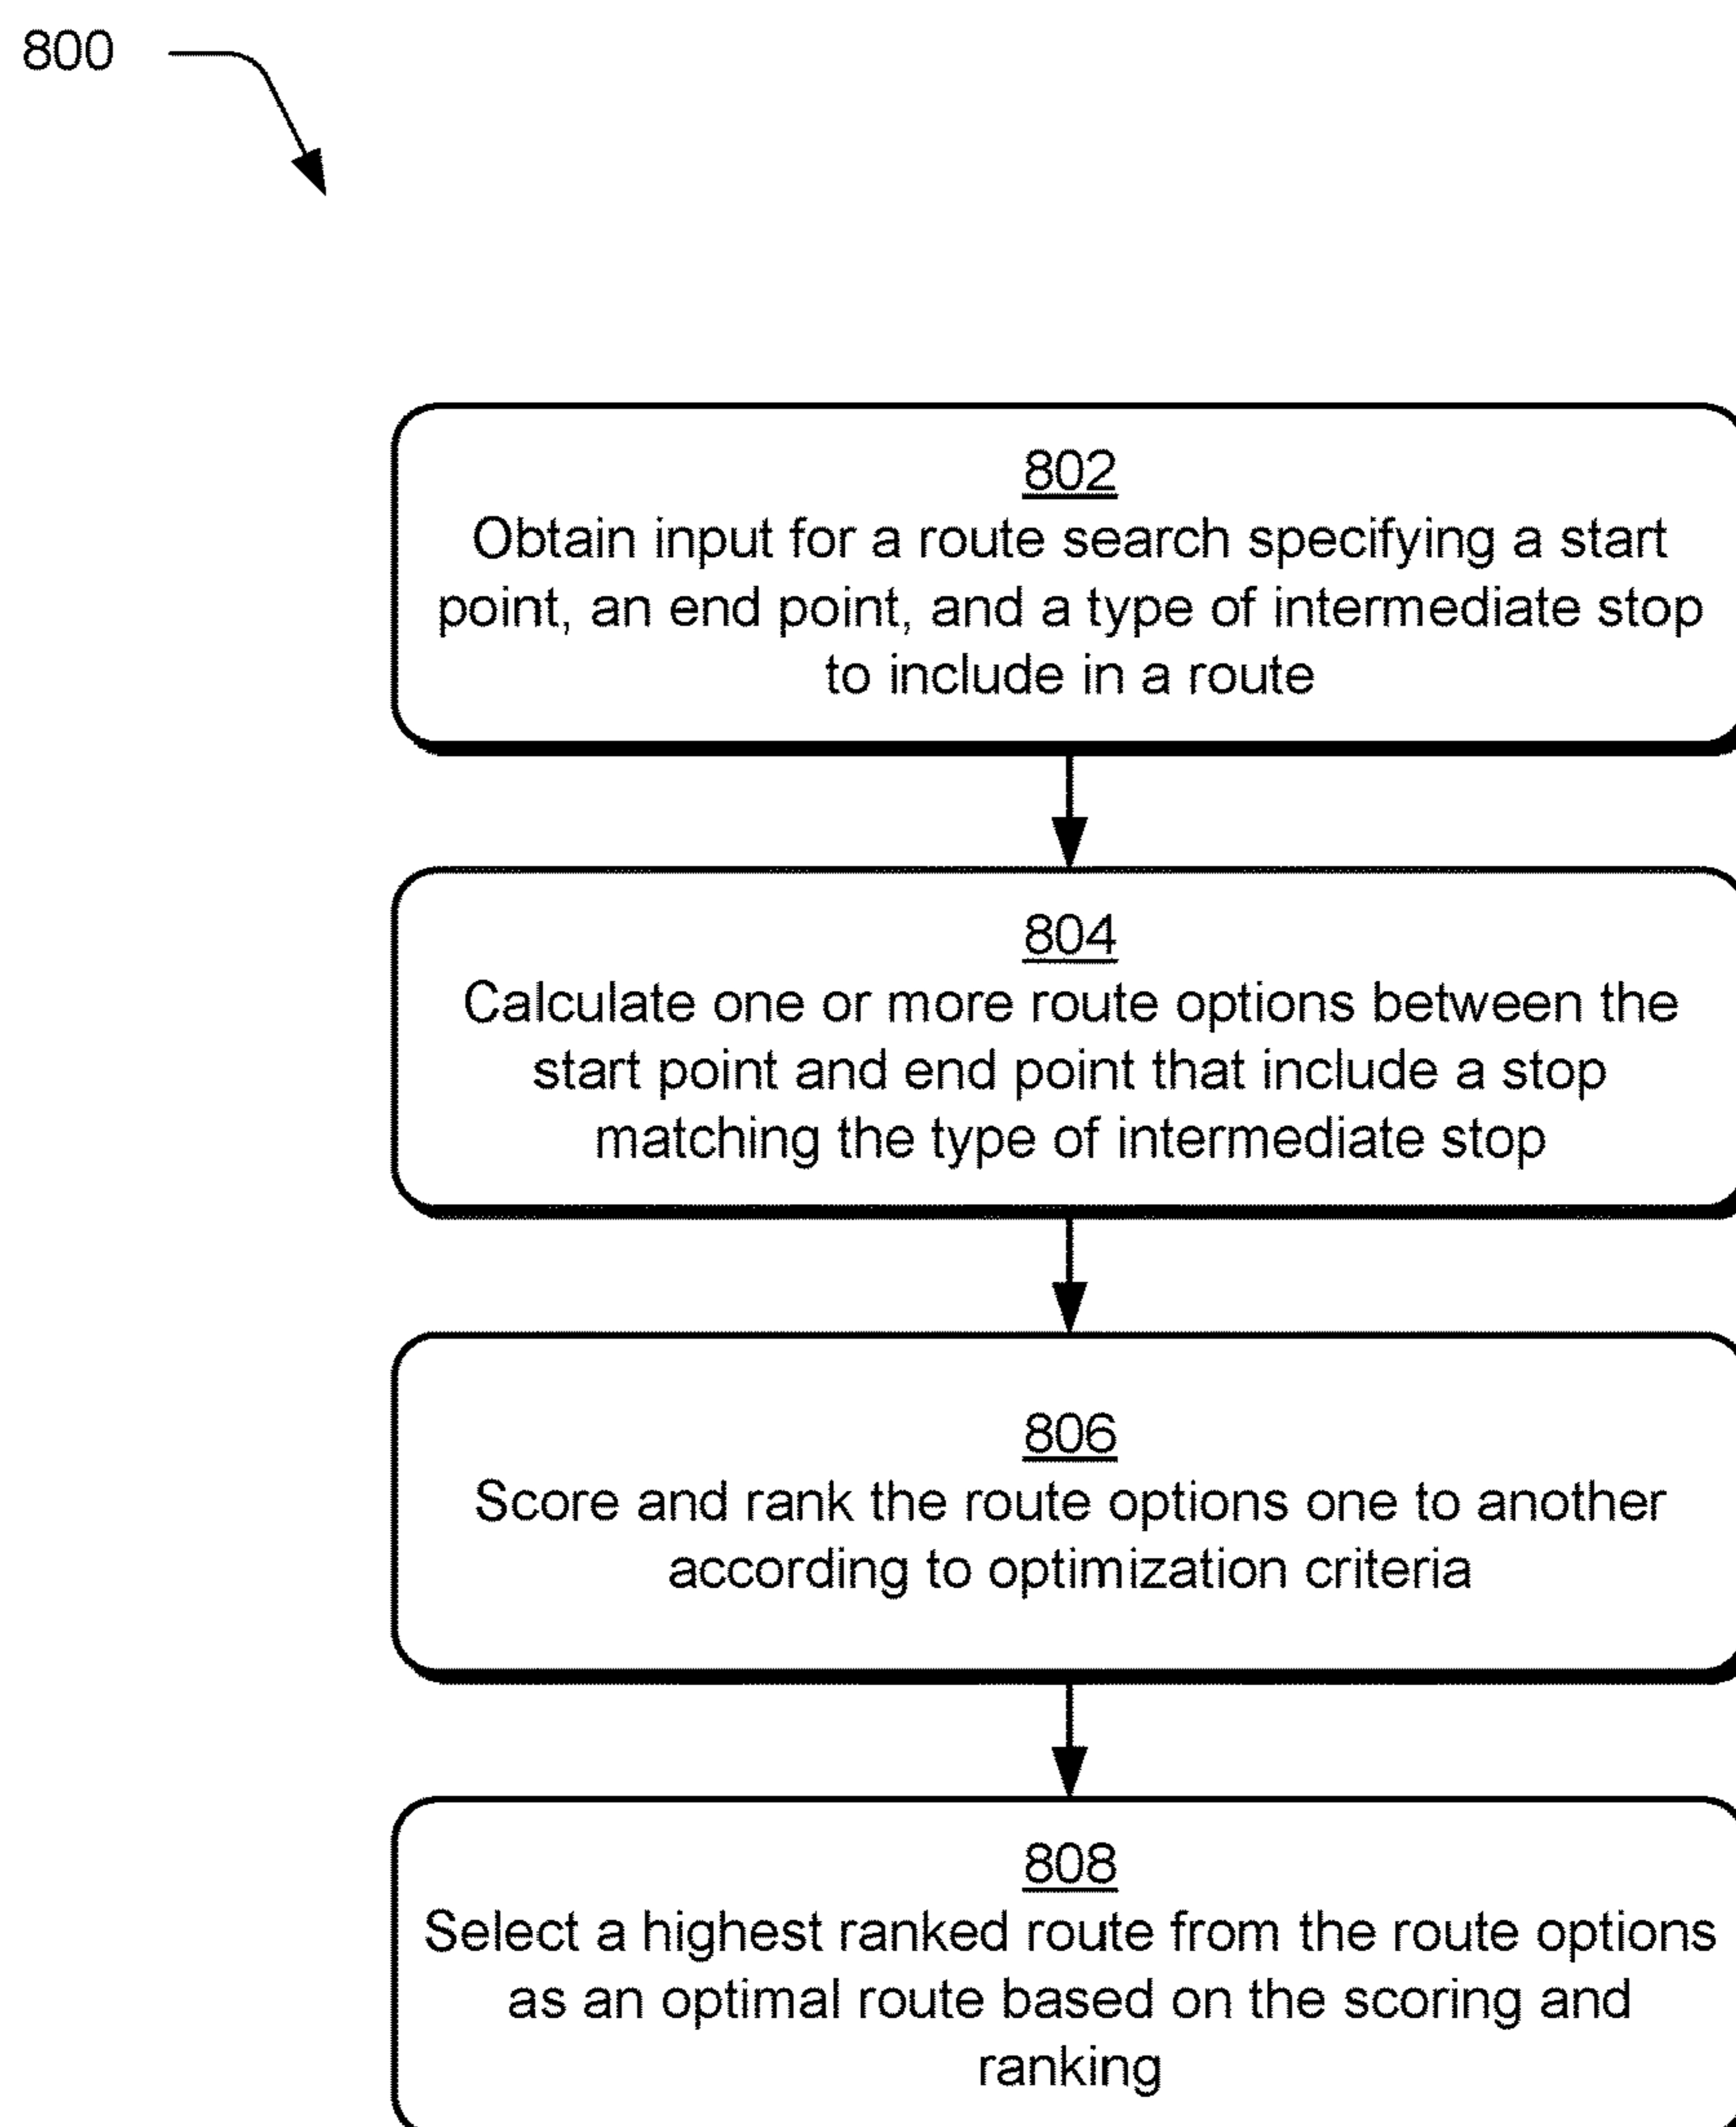 800
802
Obtain input for a route search specifying a start
point, an end point, and a type of intermediate stop
to include in a route
804
Calculate one or more route options between the
start point and end point that include a stop
matching the type of intermediate stop
806
Score and rank the route options one to another
according to optimization criteria
808
Select a highest ranked route from the route options
as an optimal route based on the scoring and
ranking